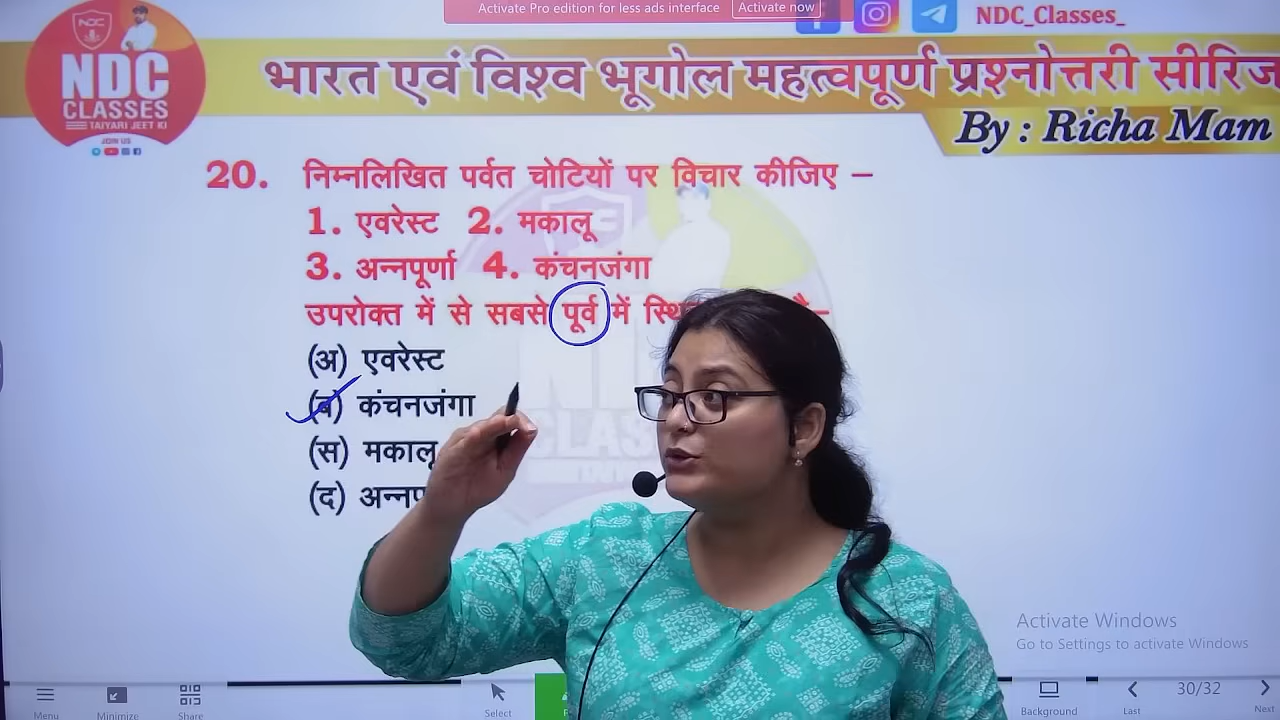 Activate Pro edition for less ads interface Activate now
NDC_Classes_
NDC
CLASSES
TAIYARI JEET KI
JOIN US
भारत एवं विश्व भूगोल महत्वपूर्ण प्रश्नोत्तरी सीरिज
By : Richa Mam
20. निम्नलिखित पर्वत चोटियों पर विचार कीजिए –
1. एवरेस्ट 2. मकालू
3. अन्नपूर्णा 4. कंचनजंगा
उपरोक्त में से सबसे पूर्व में
(अ) एवरेस्ट
(ब) कंचनजंगा
(स) मकालू
(द)
Activate Windows
Go to Settings to activate Windows
Menu Minimize Share Select Background Last 30/32 Next